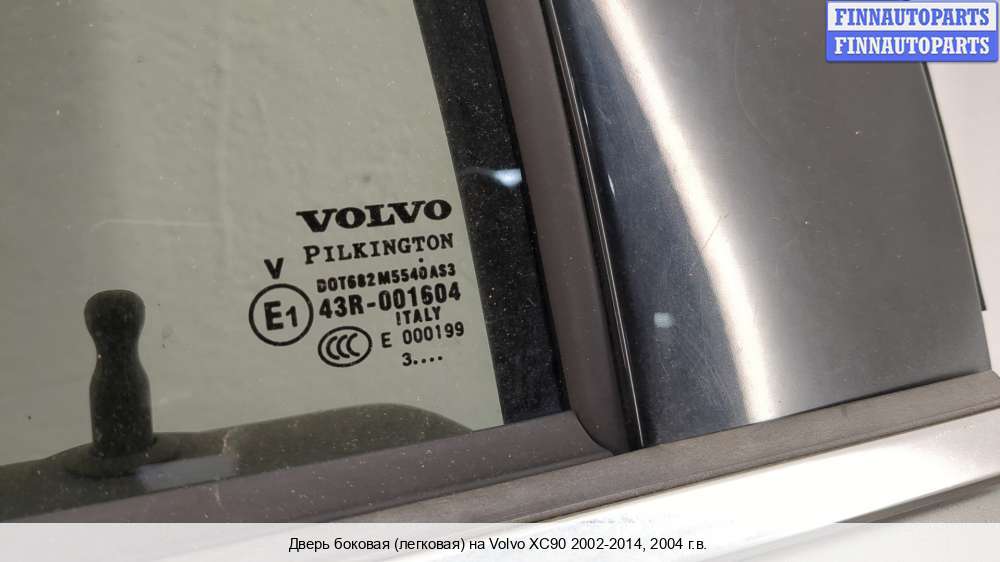 FINNAUTOPARTS
FINNAUTOPARTS
VOLVO
PILKINGTON
V
DOT682 M5540 AS3
E1
43R-001604
ITALY
CCC
E 000199
3....
Дверь боковая (легковая) на Volvo XC90 2002-2014, 2004 г.в.